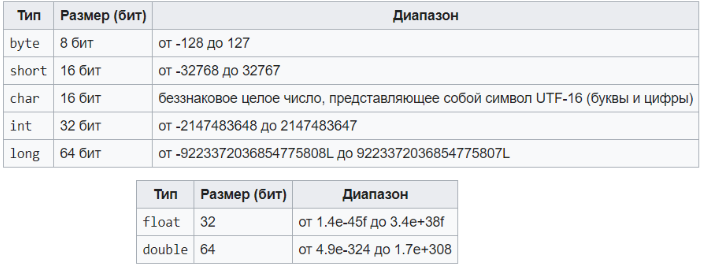 Тип Размер (бит) Диапазон
byte 8 бит от -128 до 127
short 16 бит от -32768 до 32767
char 16 бит беззнаковое целое число, представляющее собой символ UTF-16 (буквы и цифры)
int 32 бит от -2147483648 до 2147483647
long 64 бит от -9223372036854775808L до 9223372036854775807L
Тип Размер (бит) Диапазон
float 32 от 1.4e-45f до 3.4e+38f
double 64 от 4.9e-324 до 1.7e+308